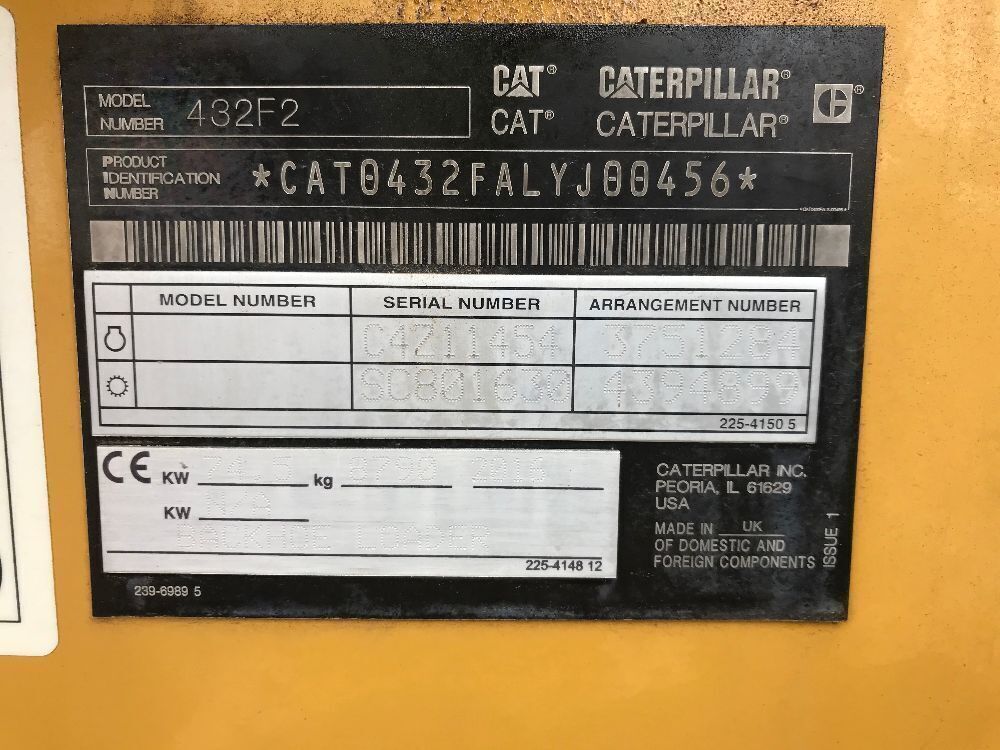 CAT® CATERPILLAR®
CAT® CATERPILLAR®
MODEL NUMBER 432F2
PRODUCT IDENTIFICATION NUMBER *CAT0432FALYJ00456*
MODEL NUMBER SERIAL NUMBER ARRANGEMENT NUMBER
C4Z11454 3751284
SC801630 4394899
225-4150 5
CE KW 74.5 kg 8290 2016
KW N/A
BACKHOE LOADER
225-4148 12
239-6989 5
CATERPILLAR INC.
PEORIA, IL 61629
USA
MADE IN UK
OF DOMESTIC AND
FOREIGN COMPONENTS
ISSUE 1